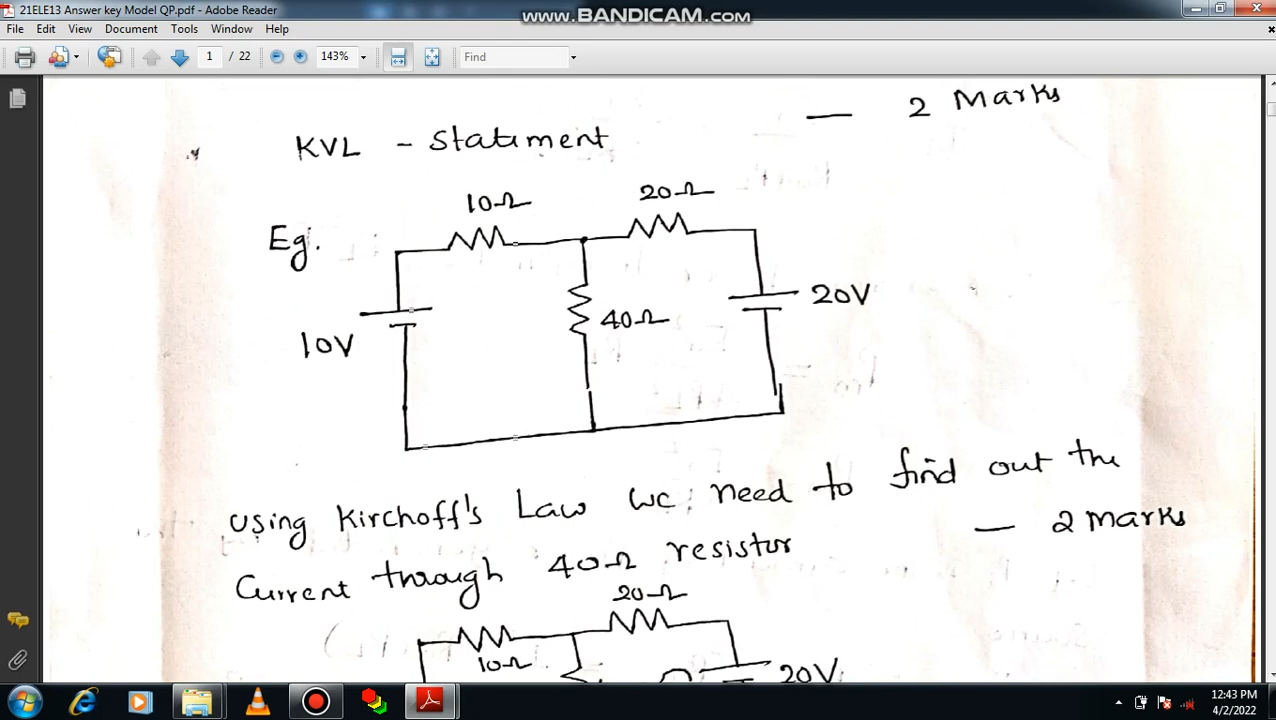 21ELE13 Answer key Model QP.pdf - Adobe Reader
www.BANDICAM.com
File Edit View Document Tools Window Help
1 / 22 143% Find
2 Marks
KVL - Statement
10Ω 20Ω
Eg.
40Ω 20V
10V
using Kirchoff's Law we need to find out the
Current through 40Ω resistor — 2 marks
20Ω
10Ω
20V
12:43 PM
4/2/2022